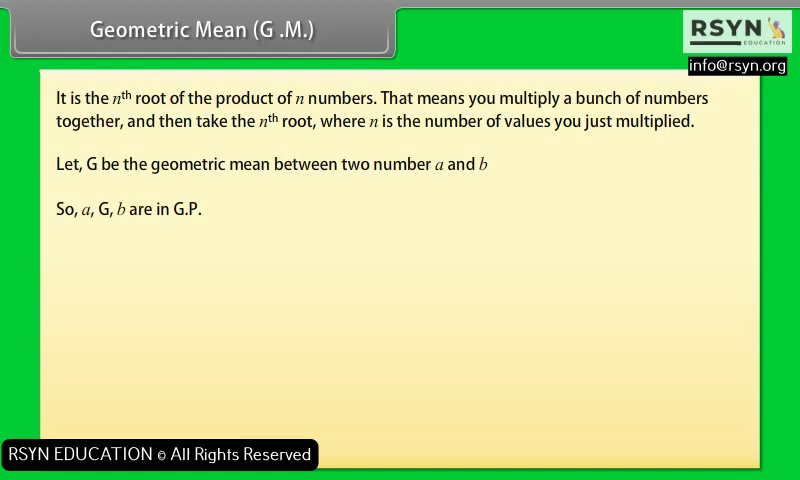 Geometric Mean (G .M.)
RSYN
EDUCATION
info@rsyn.org
It is the nth root of the product of n numbers. That means you multiply a bunch of numbers
together, and then take the nth root, where n is the number of values you just multiplied.
Let, G be the geometric mean between two number a and b
So, a, G, b are in G.P.
RSYN EDUCATION © All Rights Reserved